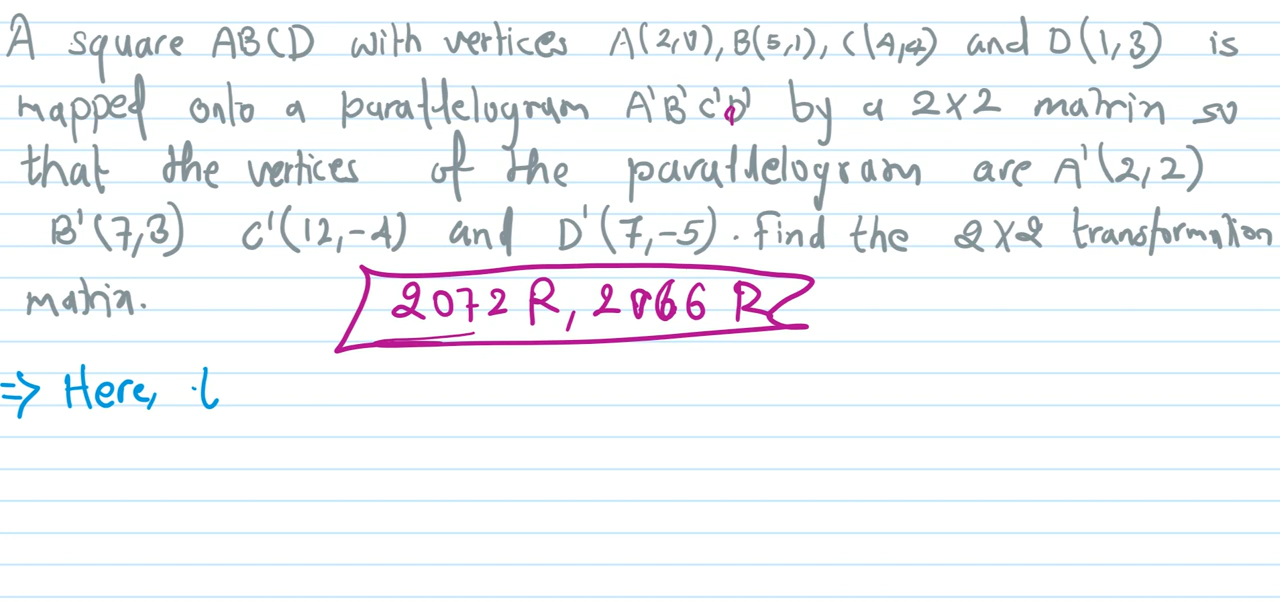 A square ABCD with vertices A(2,0), B(5,1), C(4,4) and D(1,3) is
mapped onto a parallelogram A'B'C'D' by a 2×2 matrix so
that the vertices of the parallelogram are A'(2,2)
B'(7,3) C'(12,-4) and D'(7,-5). Find the 2×2 transformation
matrix.
2072 R, 2066 R
=> Here,